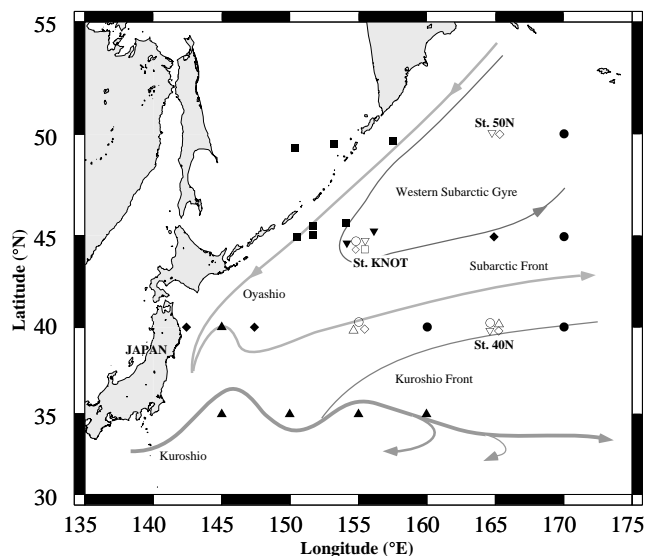 55
50
45
40
35
30
Latitude (°N)
St. 50N
Western Subarctic Gyre
St. KNOT
Subarctic Front
Oyashio
JAPAN
St. 40N
Kuroshio Front
Kuroshio
135 140 145 150 155 160 165 170 175
Longitude (°E)